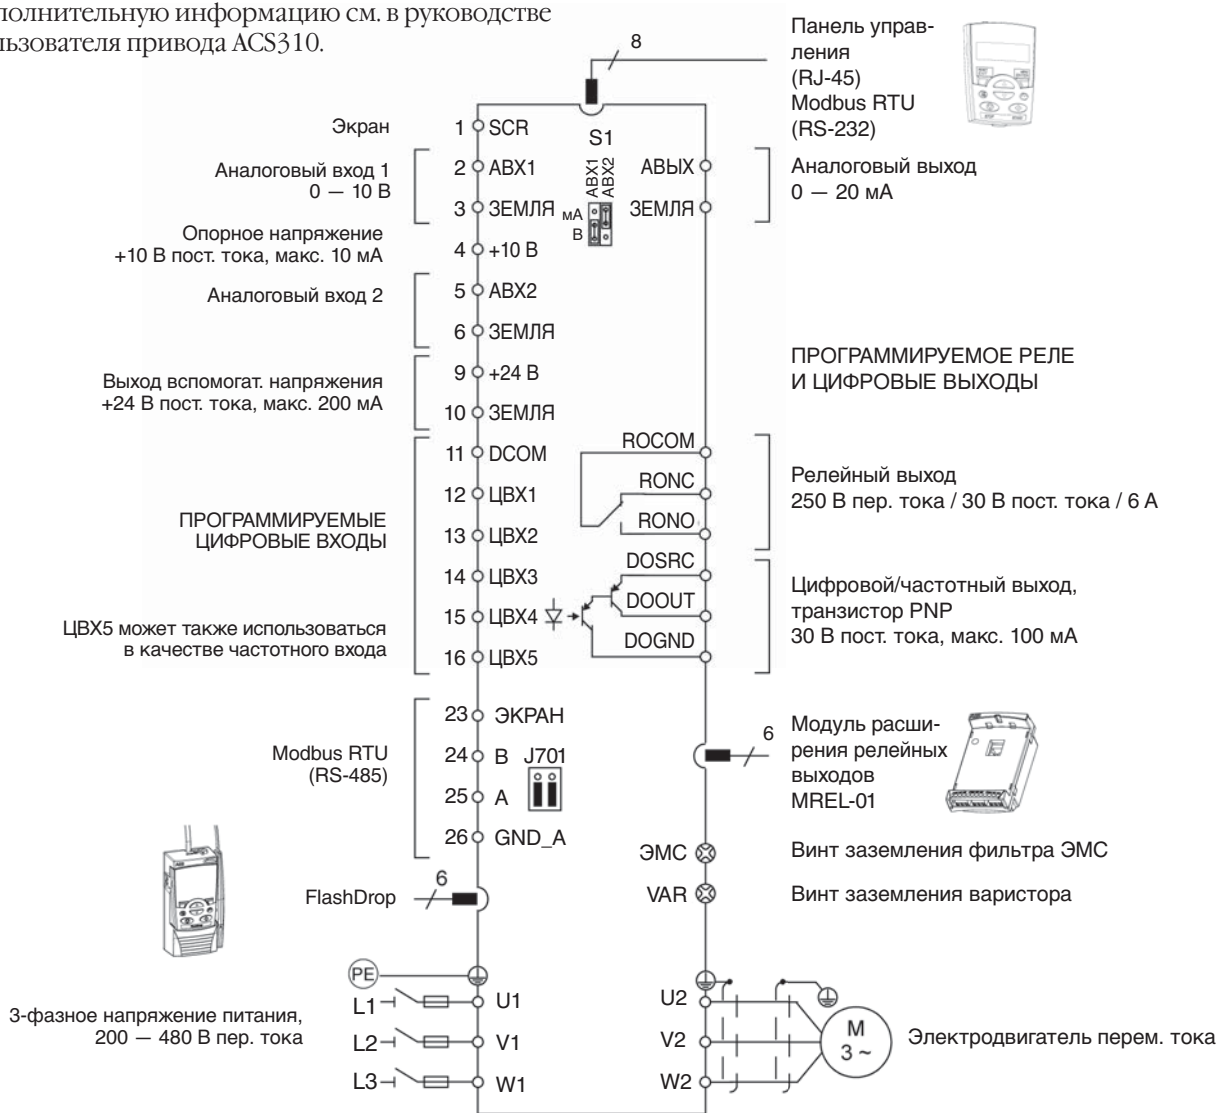 полнительную информацию см. в руководстве
льзователя привода ACS310.
8
Панель управ-
ления
(RJ-45)
Modbus RTU
(RS-232)
Экран
1 SCR
S1
Аналоговый вход 1
0 — 10 В
2 АВХ1
3 ЗЕМЛЯ
АВХ1
АВХ2
мА
В
АВЫХ
ЗЕМЛЯ
Аналоговый выход
0 — 20 мА
Опорное напряжение
+10 В пост. тока, макс. 10 мА
4 +10 В
Аналоговый вход 2
5 АВХ2
6 ЗЕМЛЯ
Выход вспомогат. напряжения
+24 В пост. тока, макс. 200 мА
9 +24 В
10 ЗЕМЛЯ
ПРОГРАММИРУЕМОЕ РЕЛЕ
И ЦИФРОВЫЕ ВЫХОДЫ
ПРОГРАММИРУЕМЫЕ
ЦИФРОВЫЕ ВХОДЫ
ЦВХ5 может также использоваться
в качестве частотного входа
11 DCOM
12 ЦВХ1
13 ЦВХ2
14 ЦВХ3
15 ЦВХ4
16 ЦВХ5
ROCOM
RONC
RONO
Релейный выход
250 В пер. тока / 30 В пост. тока / 6 А
DOSRC
DOOUT
DOGND
Цифровой/частотный выход,
транзистор PNP
30 В пост. тока, макс. 100 мА
Modbus RTU
(RS-485)
23 ЭКРАН
24 B
J701
25 A
26 GND_A
6
Модуль расши-
рения релейных
выходов
MREL-01
ЭМС
Винт заземления фильтра ЭМС
VAR
Винт заземления варистора
FlashDrop
6
PE
3-фазное напряжение питания,
200 — 480 В пер. тока
L1 U1
L2 V1
L3 W1
U2
V2
W2
M
3 ~
Электродвигатель перем. тока